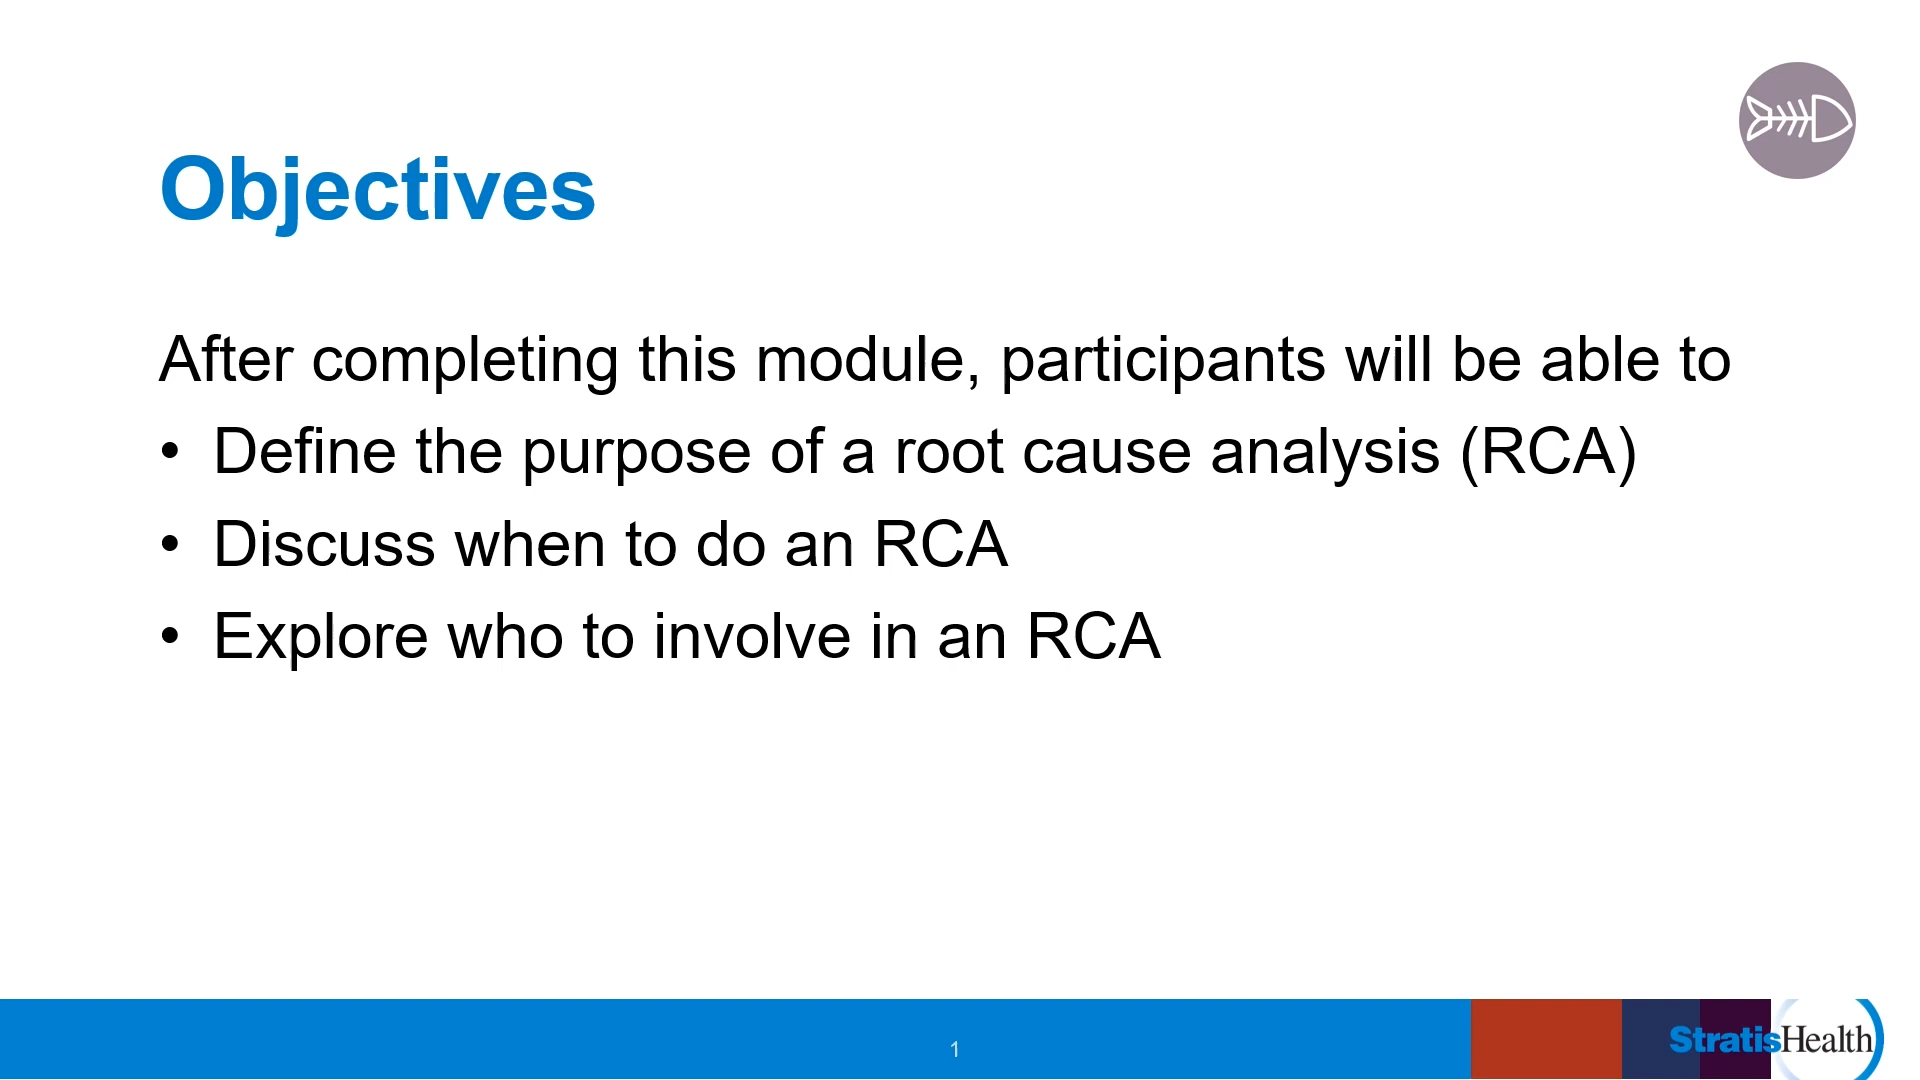 Objectives
After completing this module, participants will be able to
• Define the purpose of a root cause analysis (RCA)
• Discuss when to do an RCA
• Explore who to involve in an RCA
1
StratisHealth